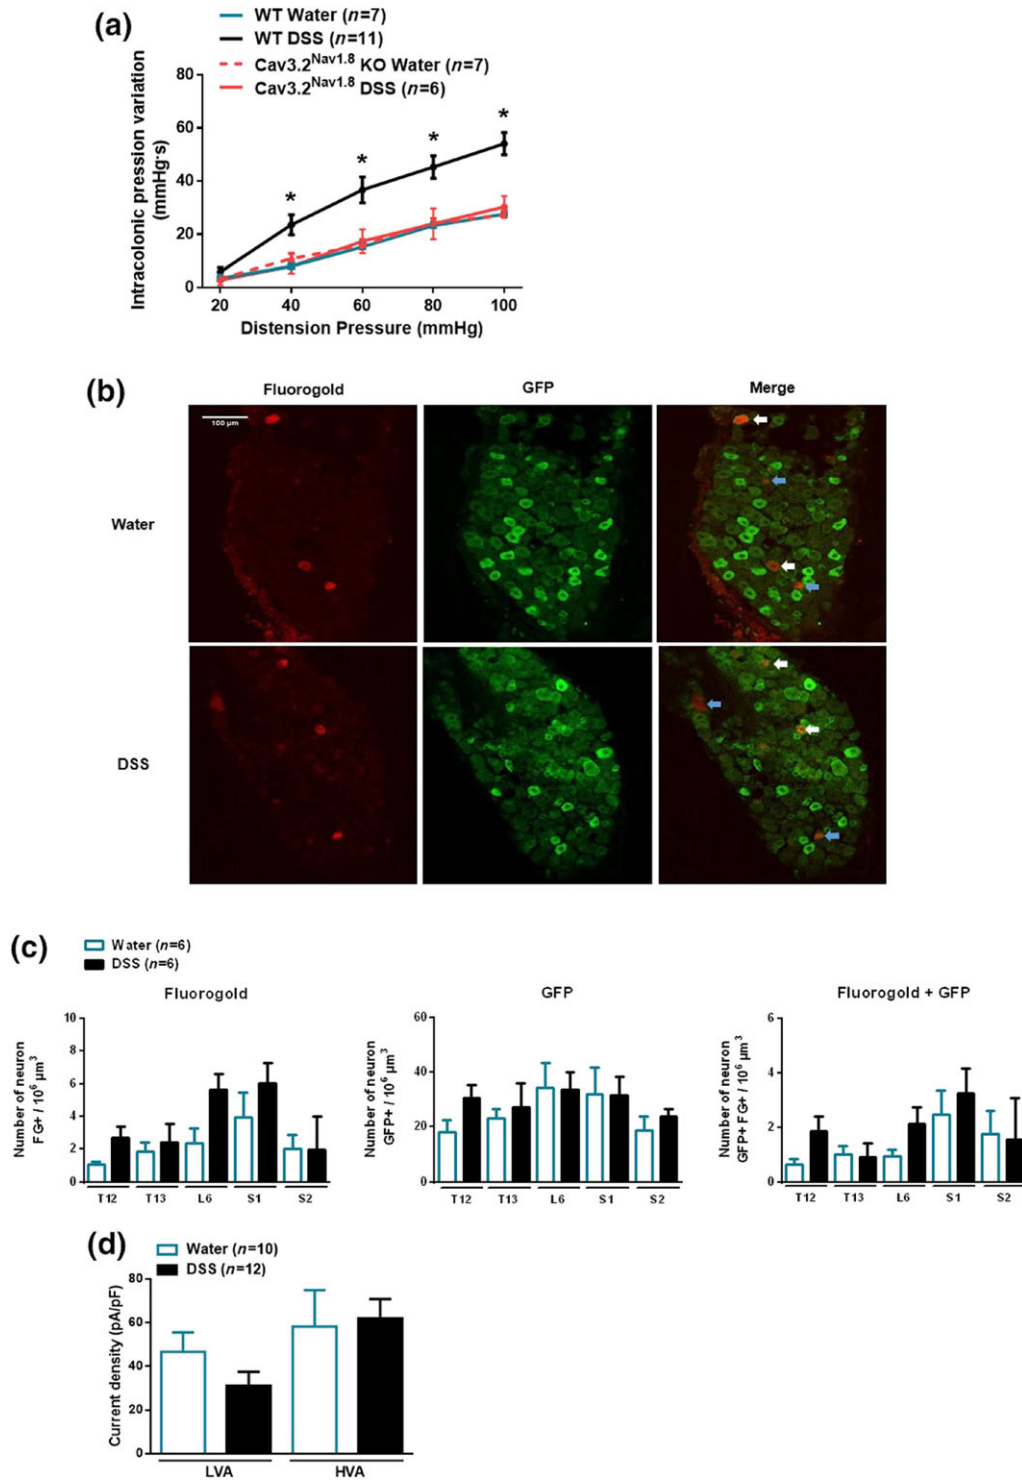 (a)
WT Water (n=7)
WT DSS (n=11)
Cav3.2Nav1.8 KO Water (n=7)
Cav3.2Nav1.8 DSS (n=6)
Intracolonic pression variation
(mmHg·s)
80
60
40
20
0
*
*
*
*
*
20
40
60
80
100
Distension Pressure (mmHg)
(b)
Fluorogold
GFP
Merge
100 µm
Water
DSS
(c)
Water (n=6)
DSS (n=6)
Fluorogold
Number of neuron
FG+ / 10⁶ µm³
10
8
6
4
2
0
T12
T13
L6
S1
S2
GFP
Number of neuron
GFP+ / 10⁶ µm³
60
40
20
0
T12
T13
L6
S1
S2
Fluorogold + GFP
Number of neuron
GFP+ FG+ / 10⁶ µm³
6
4
2
0
T12
T13
L6
S1
S2
(d)
Water (n=10)
DSS (n=12)
Current density (pA/pF)
80
60
40
20
0
LVA
HVA